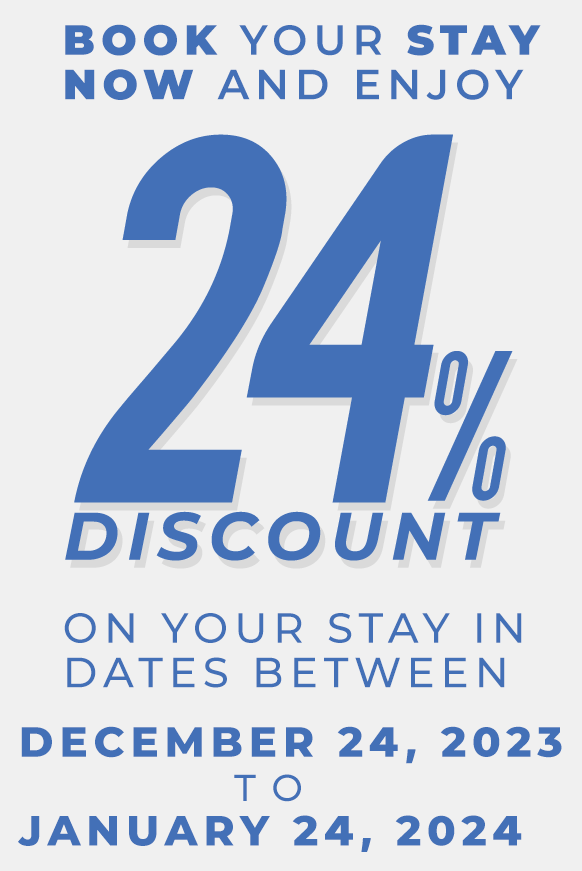 BOOK YOUR STAY
NOW AND ENJOY
24%
DISCOUNT
ON YOUR STAY IN
DATES BETWEEN
DECEMBER 24, 2023
TO
JANUARY 24, 2024